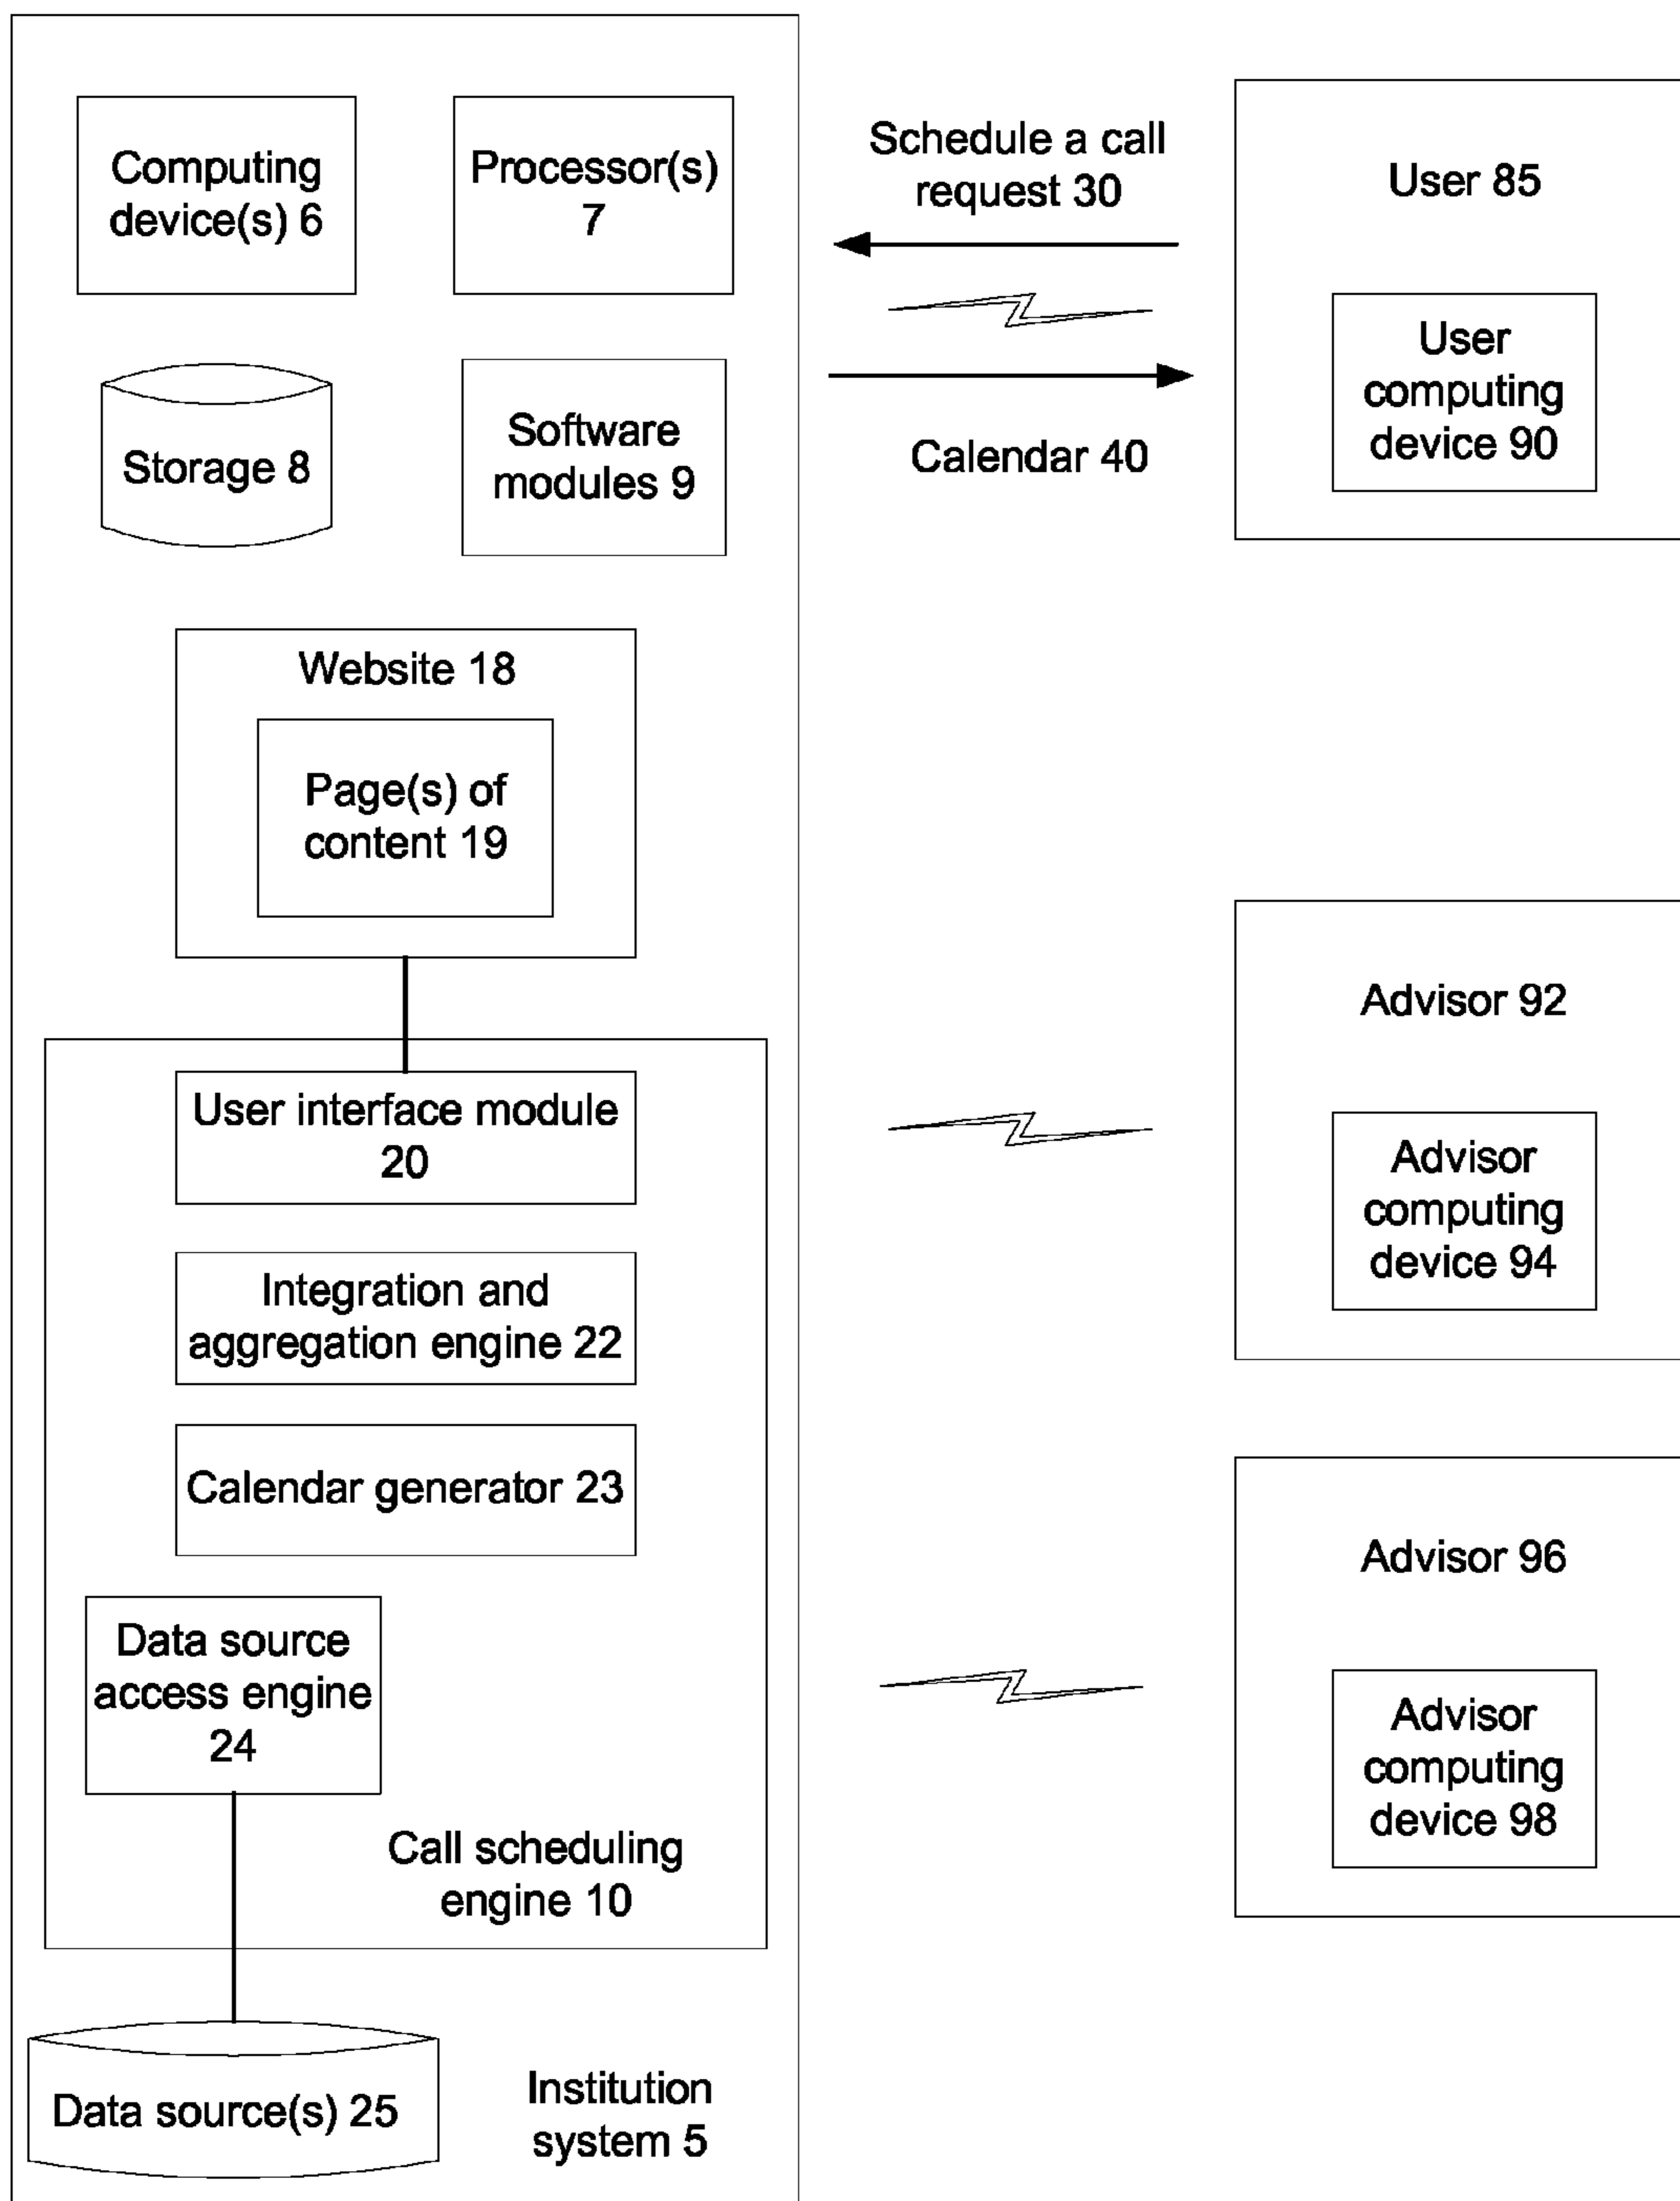 Computing
device(s) 6
Processor(s)
7
Schedule a call
request 30
User 85
User
computing
device 90
Storage 8
Software
modules 9
Calendar 40
Website 18
Page(s) of
content 19
Advisor 92
Advisor
computing
device 94
User interface module
20
Integration and
aggregation engine 22
Calendar generator 23
Advisor 96
Advisor
computing
device 98
Data source
access engine
24
Call scheduling
engine 10
Data source(s) 25
Institution
system 5